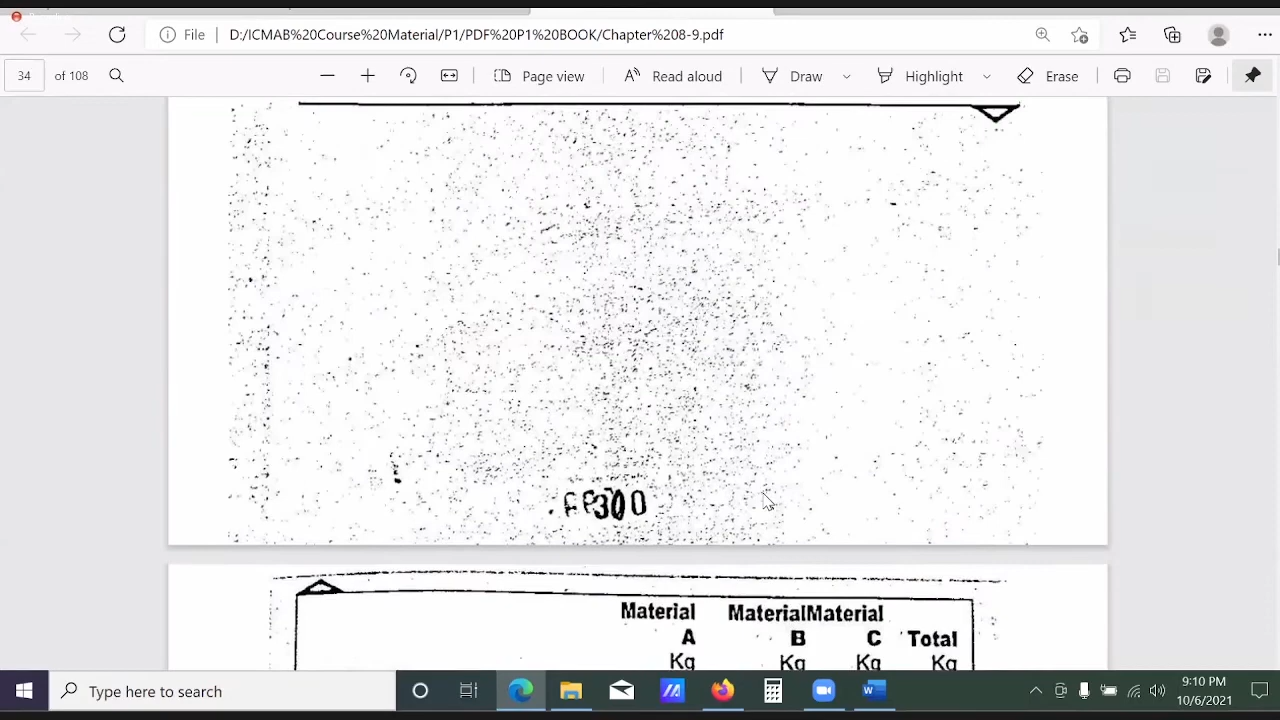 File D:/ICMAB%20Course%20Material/P1/PDF%20P1%20BOOK/Chapter%208-9.pdf
34 of 108 Page view Read aloud Draw Highlight Erase
Material MaterialMaterial
A B C Total
Kg Kg Kg Kg
Type here to search
9:10 PM
10/6/2021